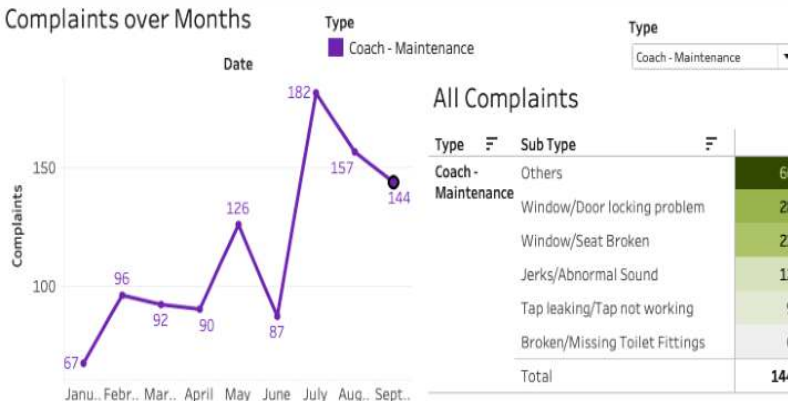 Complaints over Months
Type
Coach - Maintenance
Type
Coach - Maintenance
Date
Complaints
150
100
67
96
92
90
126
87
182
157
144
Janu.. Febr.. Mar.. April May June July Aug.. Sept..
All Complaints
Type Sub Type
Coach - Maintenance
Others
Window/Door locking problem
Window/Seat Broken
Jerks/Abnormal Sound
Tap leaking/Tap not working
Broken/Missing Toilet Fittings
Total 144